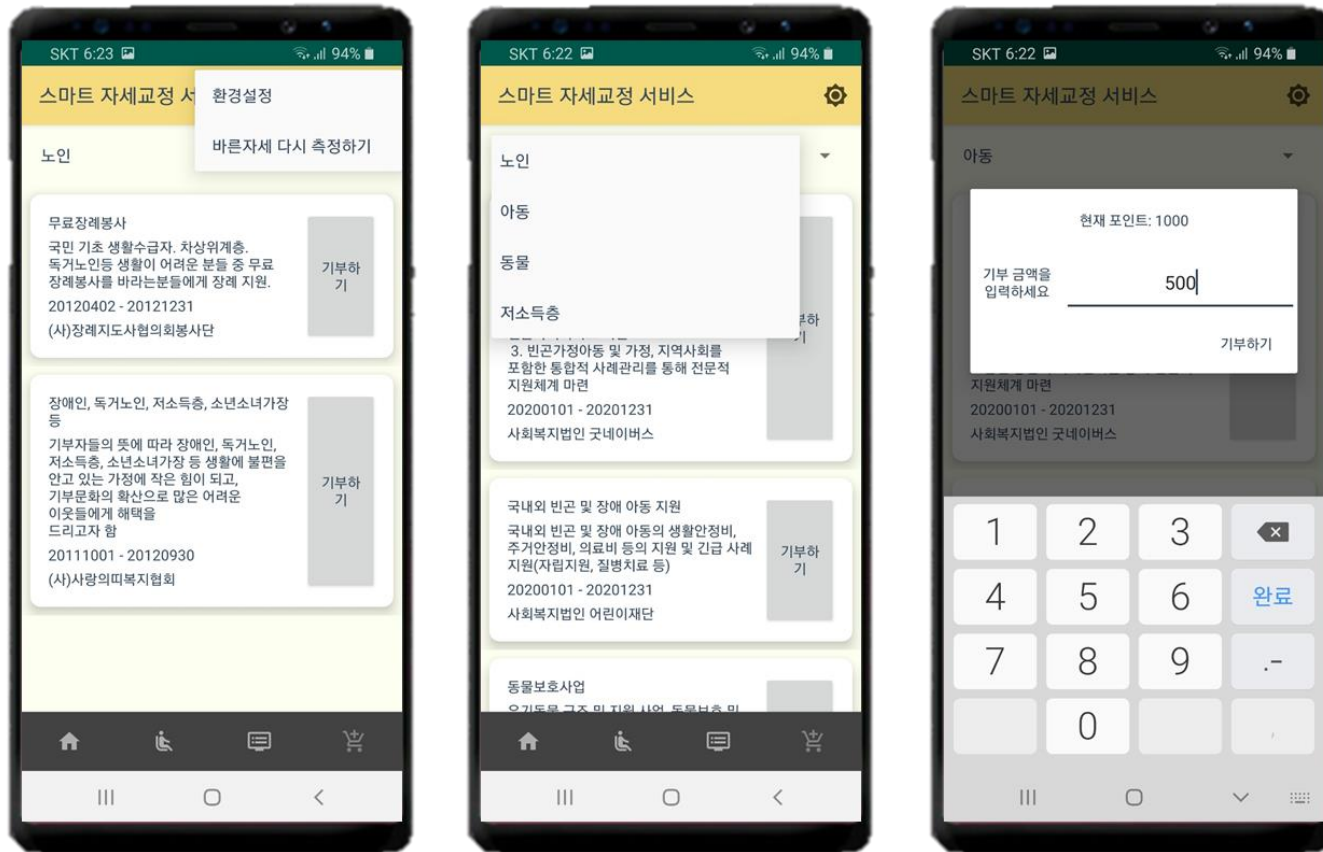 SKT 6:23 94%
스마트 자세교정 서
환경설정
바른자세 다시 측정하기
노인
무료장례봉사
국민 기초 생활수급자. 차상위계층.
독거노인등 생활이 어려운 분들 중 무료
장례봉사를 바라는분들에게 장례 지원.
20120402 - 20121231
(사)장례지도사협의회봉사단
기부하
기
장애인, 독거노인, 저소득층, 소년소녀가장
등
기부자들의 뜻에 따라 장애인, 독거노인,
저소득층, 소년소녀가장 등 생활에 불편을
안고 있는 가정에 작은 힘이 되고,
기부문화의 확산으로 많은 어려운
이웃들에게 해택을
드리고자 함
20111001 - 20120930
(사)사랑의띠복지협회
기부하
기
SKT 6:22 94%
스마트 자세교정 서비스
노인
아동
동물
저소득층
부하
기
3. 빈곤가정아동 및 가정, 지역사회를
포함한 통합적 사례관리를 통해 전문적
지원체계 마련
20200101 - 20201231
사회복지법인 굿네이버스
국내외 빈곤 및 장애 아동 지원
국내외 빈곤 및 장애 아동의 생활안정비,
주거안정비, 의료비 등의 지원 및 긴급 사례
지원(자립지원, 질병치료 등)
20200101 - 20201231
사회복지법인 어린이재단
기부하
기
동물보호사업
유기동물 구조 및 지원 사업, 동물보호 및
SKT 6:22 94%
스마트 자세교정 서비스
아동
현재 포인트: 1000
기부 금액을
입력하세요
500
기부하기
지원체계 마련
20200101 - 20201231
사회복지법인 굿네이버스
1 2 3
4 5 6 완료
7 8 9 .-
0 ,